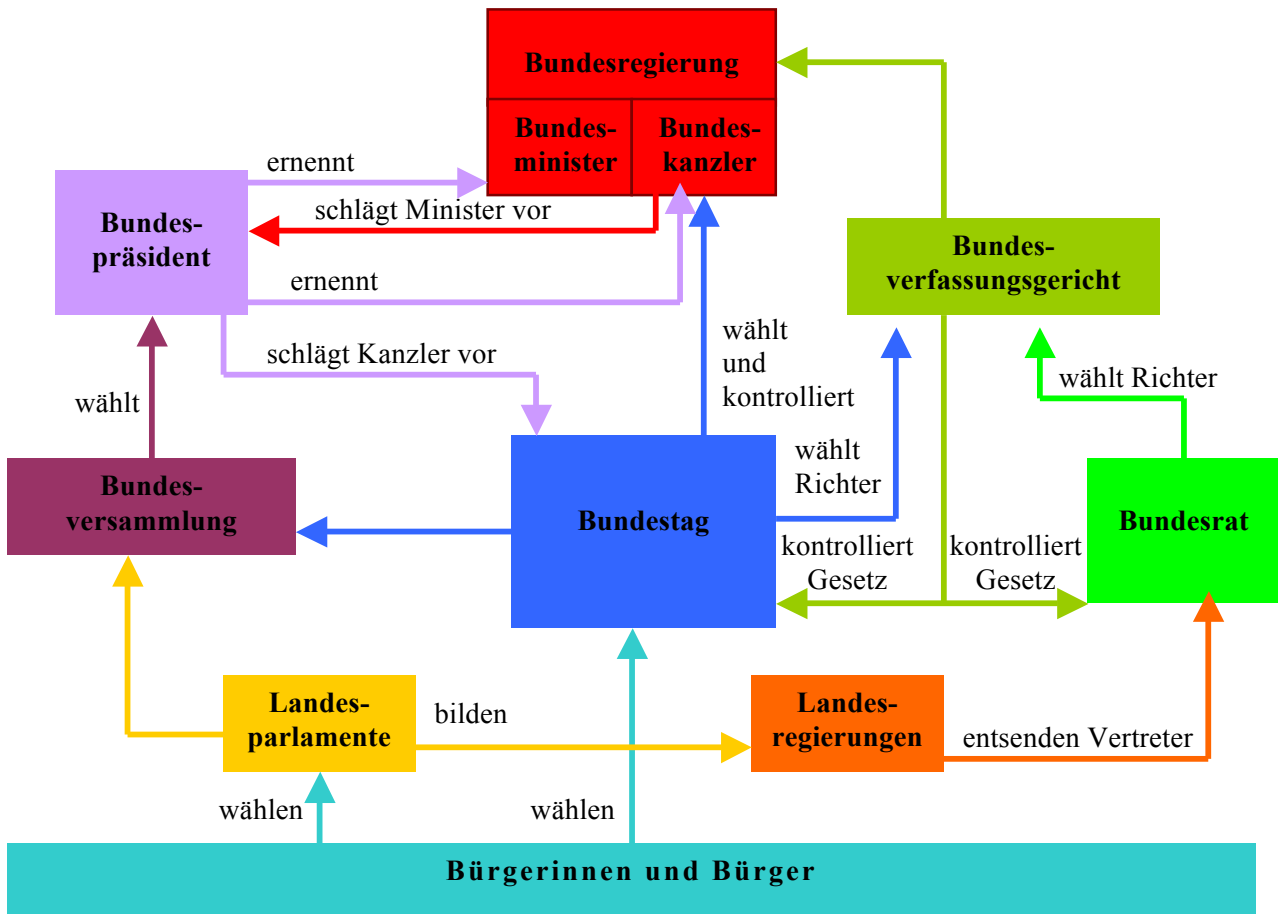 Bundesregierung
Bundes-
minister
Bundes-
kanzler
ernennt
schlägt Minister vor
Bundes-
präsident
ernennt
Bundes-
verfassungsgericht
schlägt Kanzler vor
wählt
und
kontrolliert
wählt Richter
wählt
wählt
Richter
Bundes-
versammlung
Bundestag
Bundesrat
kontrolliert
Gesetz
kontrolliert
Gesetz
Landes-
parlamente
bilden
Landes-
regierungen
entsenden Vertreter
wählen
wählen
Bürgerinnen und Bürger